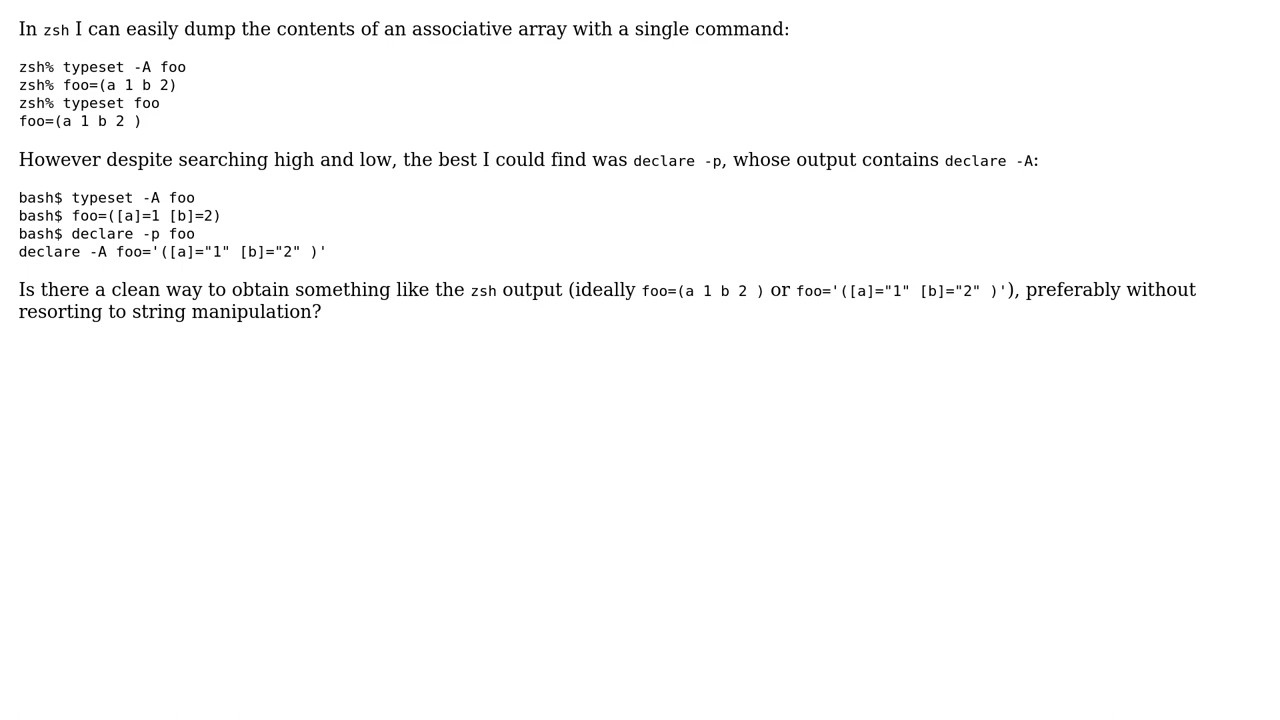 In zsh I can easily dump the contents of an associative array with a single command:
zsh% typeset -A foo
zsh% foo=(a 1 b 2)
zsh% typeset foo
foo=(a 1 b 2 )
However despite searching high and low, the best I could find was declare -p, whose output contains declare -A:
bash$ typeset -A foo
bash$ foo=([a]=1 [b]=2)
bash$ declare -p foo
declare -A foo='([a]="1" [b]="2" )'
Is there a clean way to obtain something like the zsh output (ideally foo=(a 1 b 2 ) or foo='([a]="1" [b]="2" )'), preferably without
resorting to string manipulation?